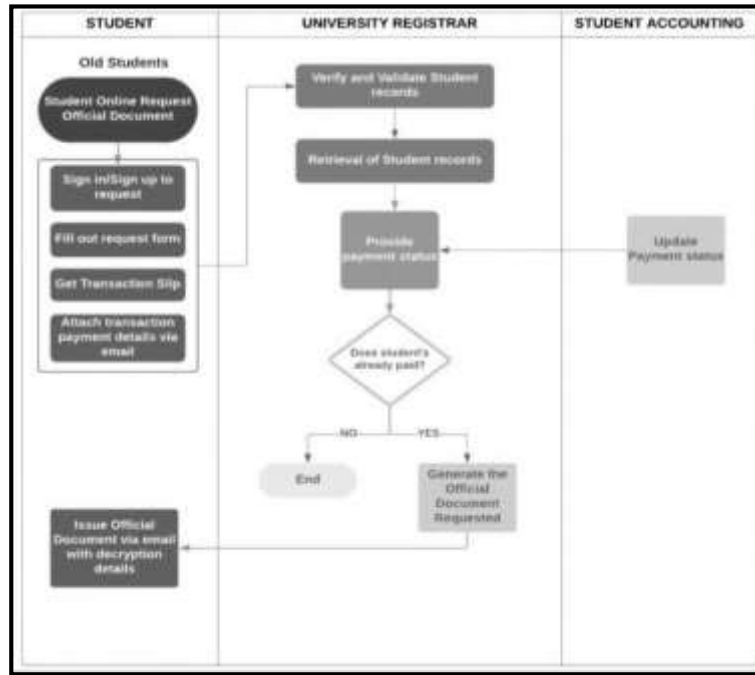 STUDENT
UNIVERSITY REGISTRAR
STUDENT ACCOUNTING
Old Students
Student Online Request
Official Document
Sign in/Sign up to
request
Fill out request form
Get Transaction Slip
Attach transaction
payment details via
email
Verify and Validate Student
records
Retrieval of Student records
Provide
payment status
Update
Payment status
Does student's
already paid?
NO
YES
End
Generate the
Official
Document
Requested
Issue Official
Document via email
with decryption
details